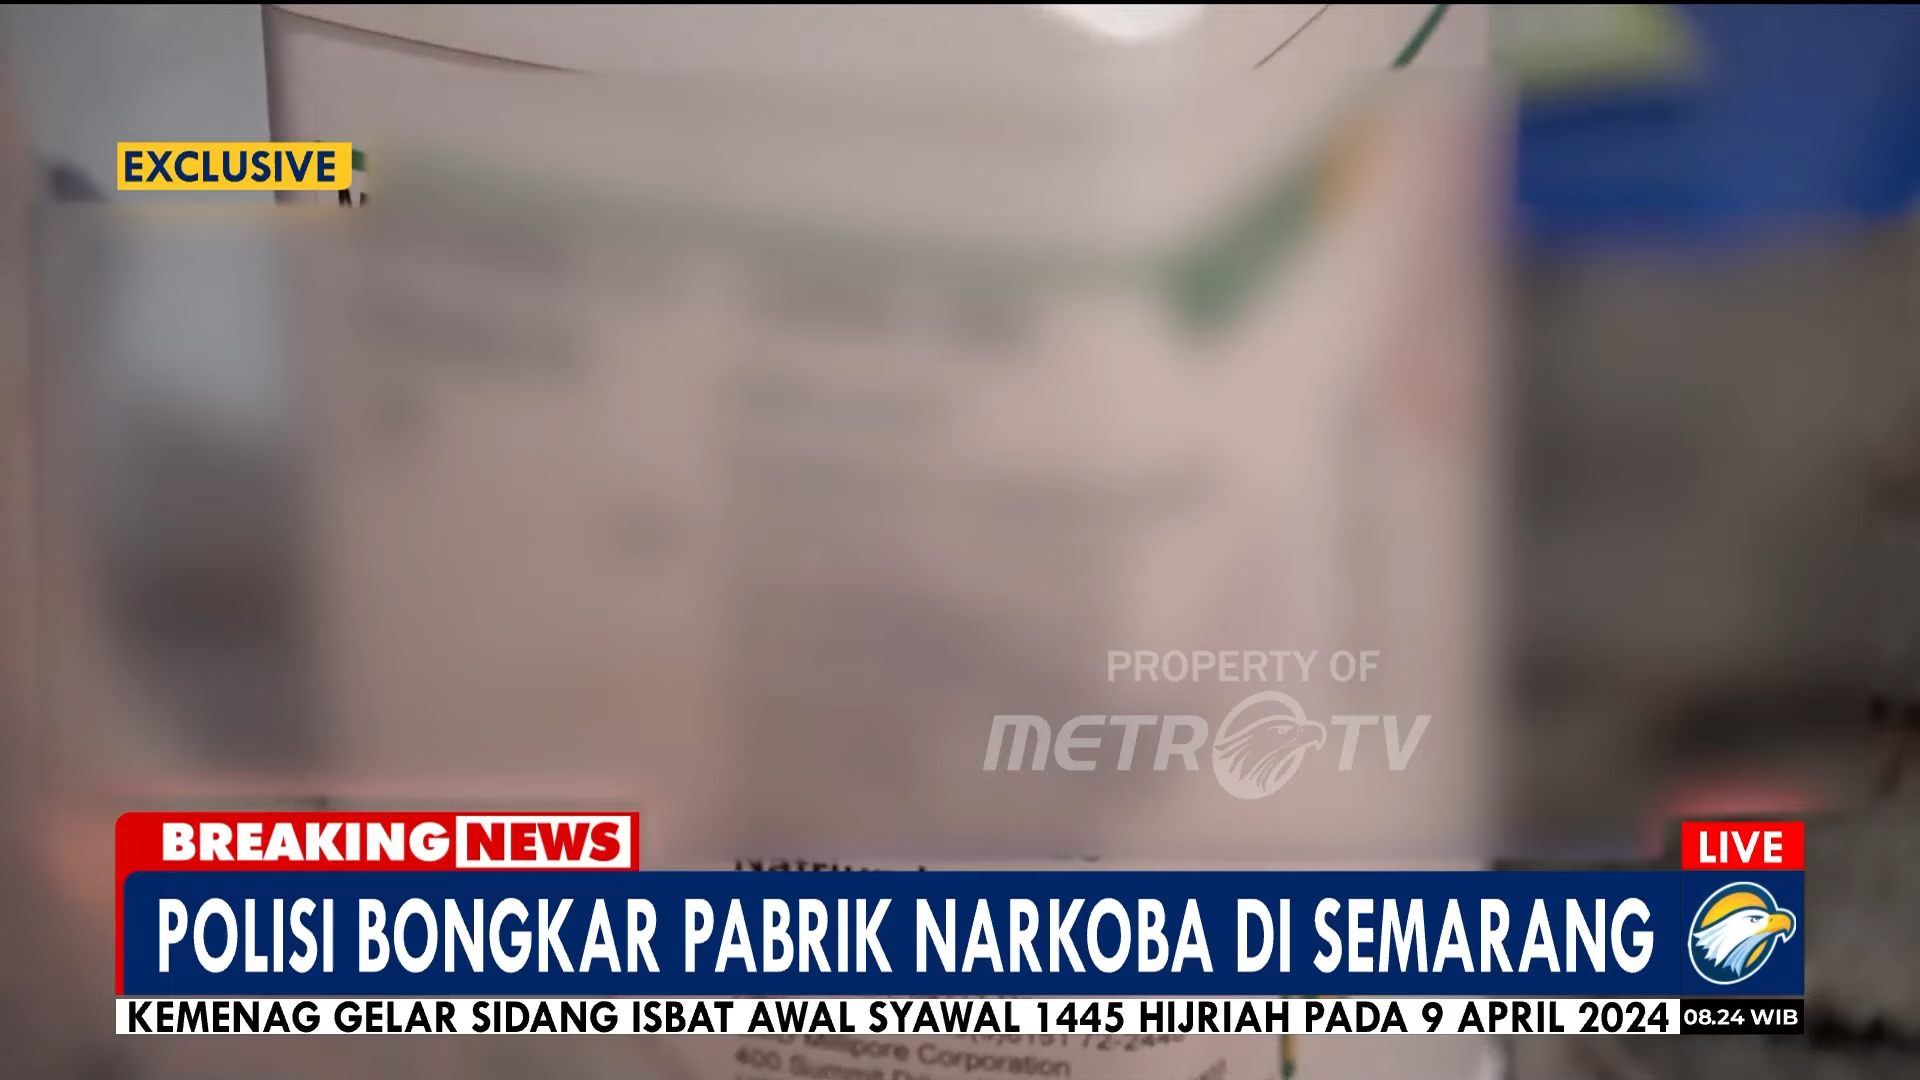 EXCLUSIVE
PROPERTY OF
METRO TV
BREAKING NEWS
LIVE
POLISI BONGKAR PABRIK NARKOBA DI SEMARANG
KEMENAG GELAR SIDANG ISBAT AWAL SYAWAL 1445 HIJRIAH PADA 9 APRIL 2024
08.24 WIB
Millipore Corporation
400